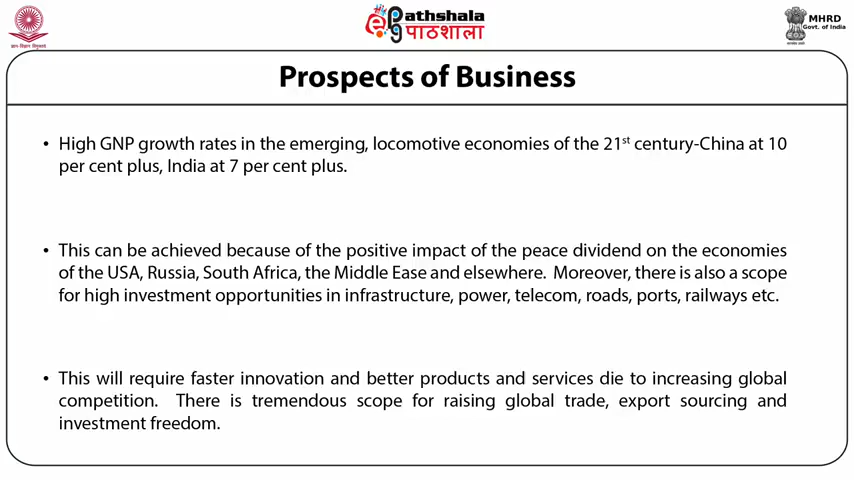 e Pathshala
पाठशाला
MHRD
Govt. of India
Prospects of Business
• High GNP growth rates in the emerging, locomotive economies of the 21st century-China at 10
per cent plus, India at 7 per cent plus.
• This can be achieved because of the positive impact of the peace dividend on the economies
of the USA, Russia, South Africa, the Middle Ease and elsewhere. Moreover, there is also a scope
for high investment opportunities in infrastructure, power, telecom, roads, ports, railways etc.
• This will require faster innovation and better products and services die to increasing global
competition. There is tremendous scope for raising global trade, export sourcing and
investment freedom.